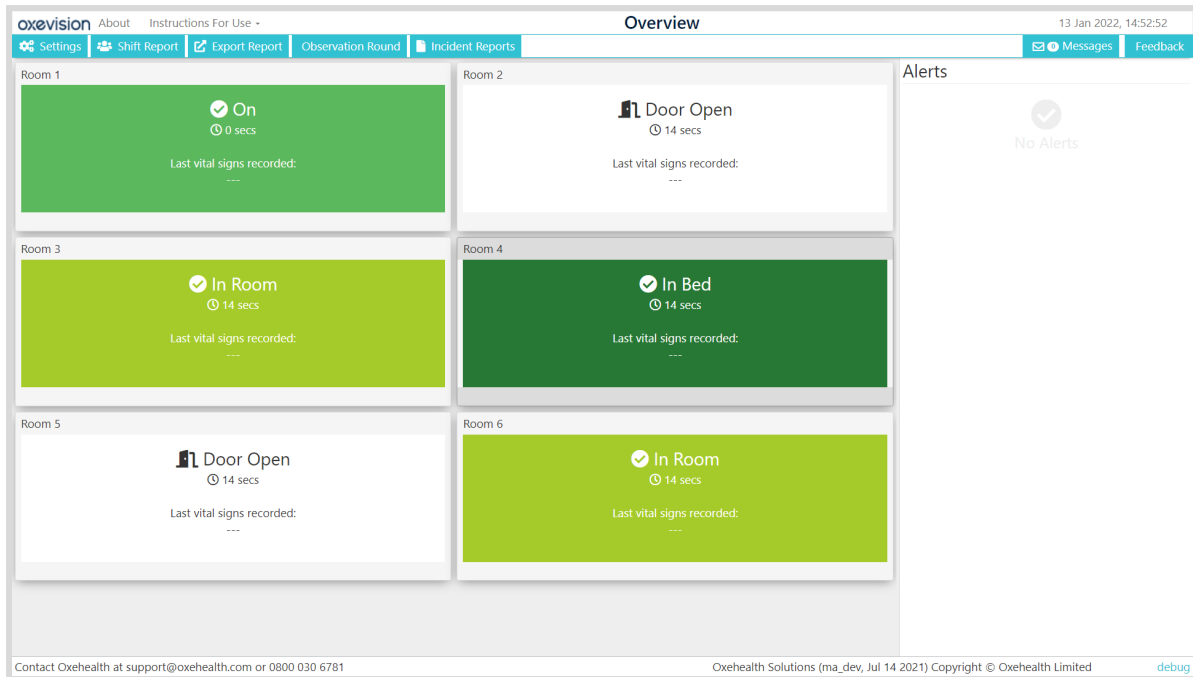 oxevision About Instructions For Use Overview 13 Jan 2022, 14:52:52
Settings Shift Report Export Report Observation Round Incident Reports 0 Messages Feedback
Room 1
On
0 secs
Last vital signs recorded:
---
Room 2
Door Open
14 secs
Last vital signs recorded:
---
Room 3
In Room
14 secs
Last vital signs recorded:
---
Room 4
In Bed
14 secs
Last vital signs recorded:
---
Room 5
Door Open
14 secs
Last vital signs recorded:
---
Room 6
In Room
14 secs
Last vital signs recorded:
---
Alerts
No Alerts
Contact Oxehealth at support@oxehealth.com or 0800 030 6781 Oxehealth Solutions (ma_dev, Jul 14 2021) Copyright © Oxehealth Limited debug